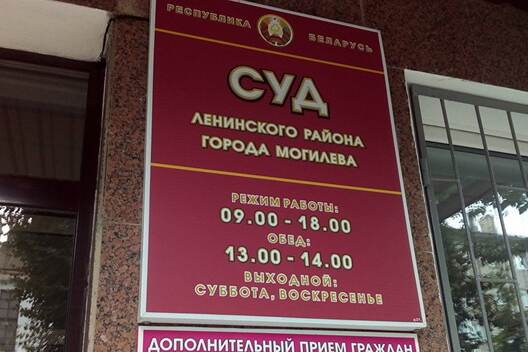 РЕСПУБЛИКА БЕЛАРУСЬ
СУД
ЛЕНИНСКОГО РАЙОНА
ГОРОДА МОГИЛЕВА
РЕЖИМ РАБОТЫ:
09.00 - 18.00
ОБЕД:
13.00 - 14.00
ВЫХОДНОЙ:
СУББОТА, ВОСКРЕСЕНЬЕ
ДОПОЛНИТЕЛЬНЫЙ ПРИЕМ ГРАЖДАН